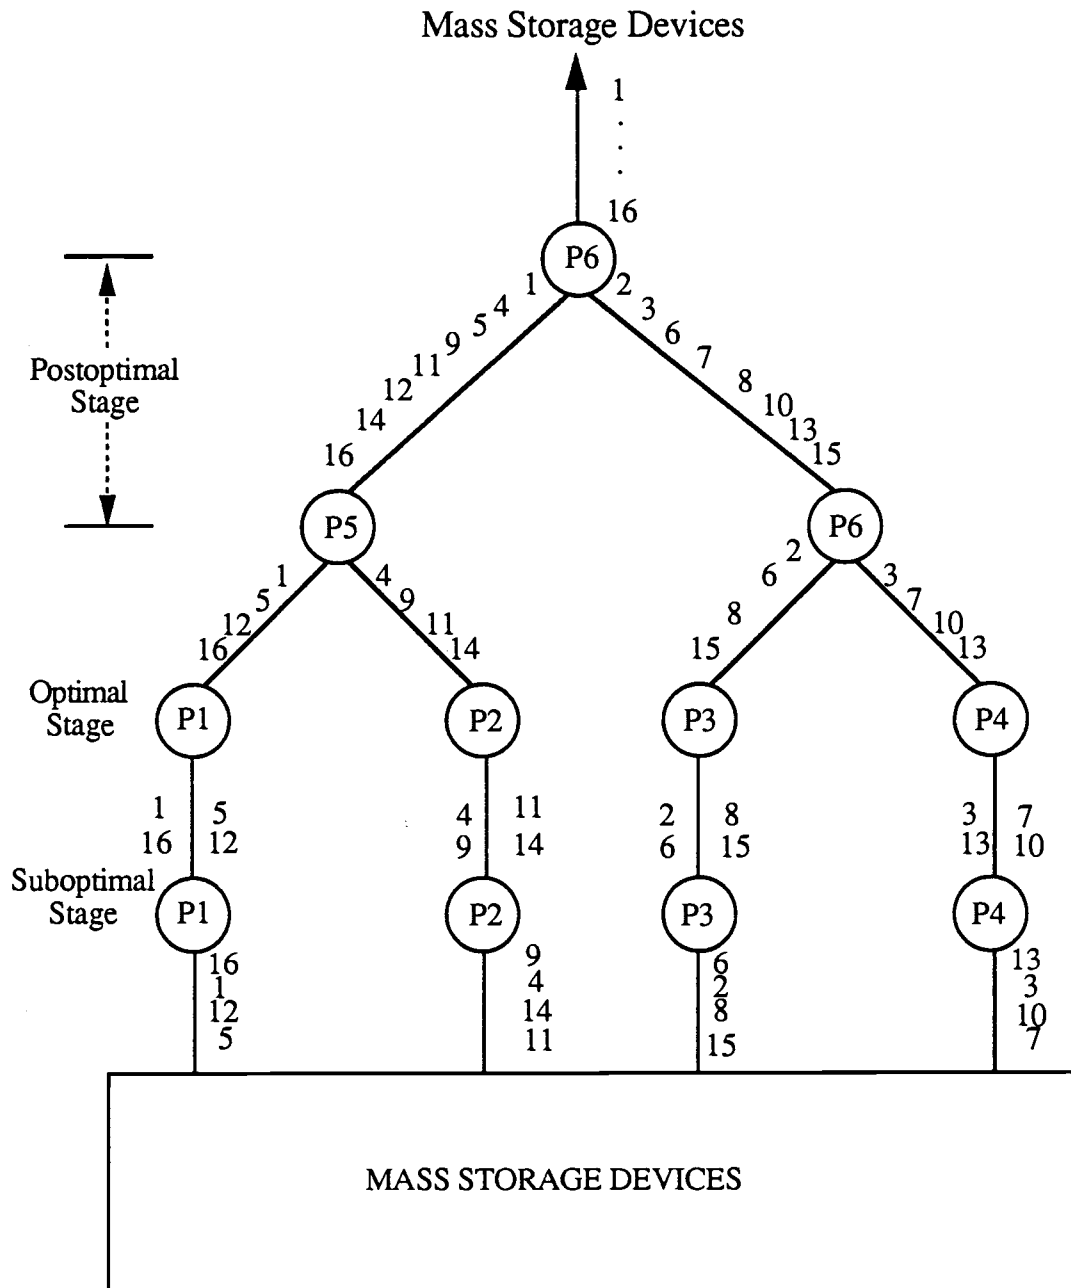 Mass Storage Devices
1
.
.
.
16
P6
1 2
4 3
5 6
9 7
11 8
12 10
14 13
16 15
Postoptimal
Stage
P5 P6
1 4 2 3
5 9 6 7
12 11 8 10
16 14 15 13
Optimal
Stage
P1 P2 P3 P4
1 5 4 11 2 8 3 7
16 12 9 14 6 15 13 10
Suboptimal
Stage
P1 P2 P3 P4
16 9 6 13
1 4 2 3
12 14 8 10
5 11 15 7
MASS STORAGE DEVICES